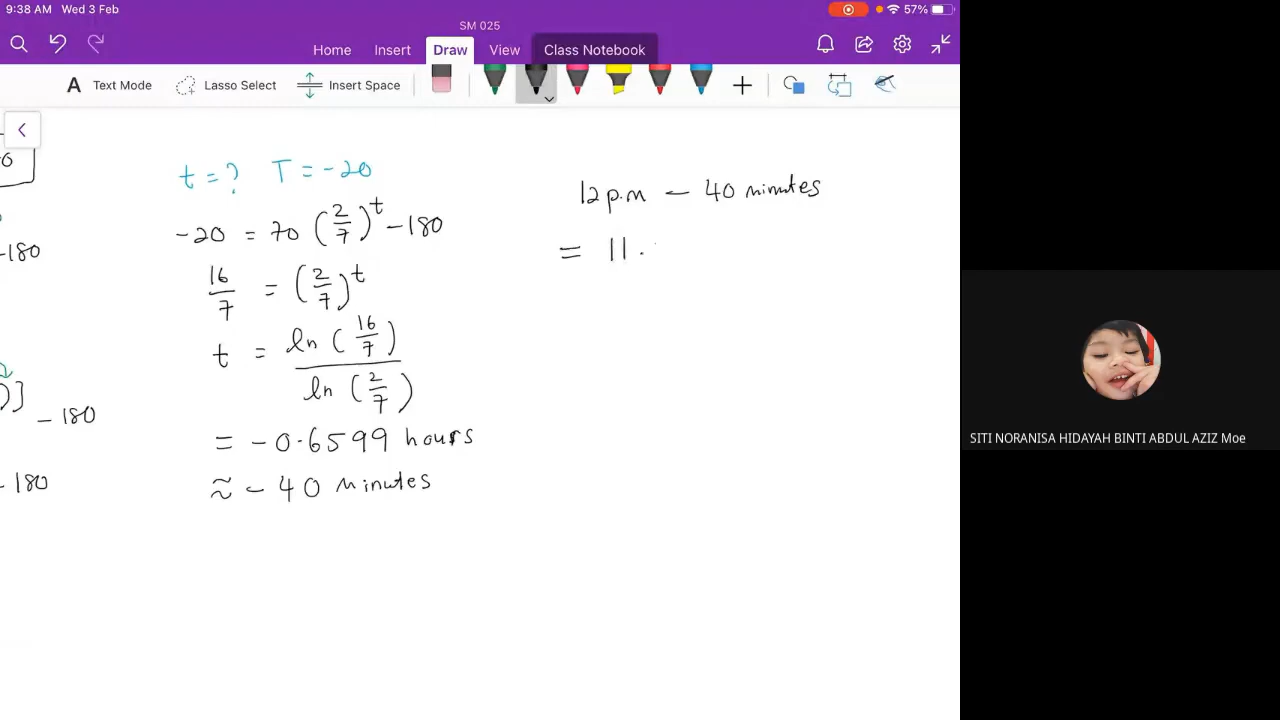 9:38 AM Wed 3 Feb
57%
SM 025
Home Insert Draw View Class Notebook
A Text Mode Lasso Select Insert Space
0
-180
)]
- 180
- 180
t = ? T = -20
-20 = 70 (2/7)^t - 180
16/7 = (2/7)^t
t = ln (16/7) / ln (2/7)
= -0.6599 hours
≈ - 40 minutes
12 p.m - 40 minutes
= 11.
SITI NORANISA HIDAYAH BINTI ABDUL AZIZ Moe